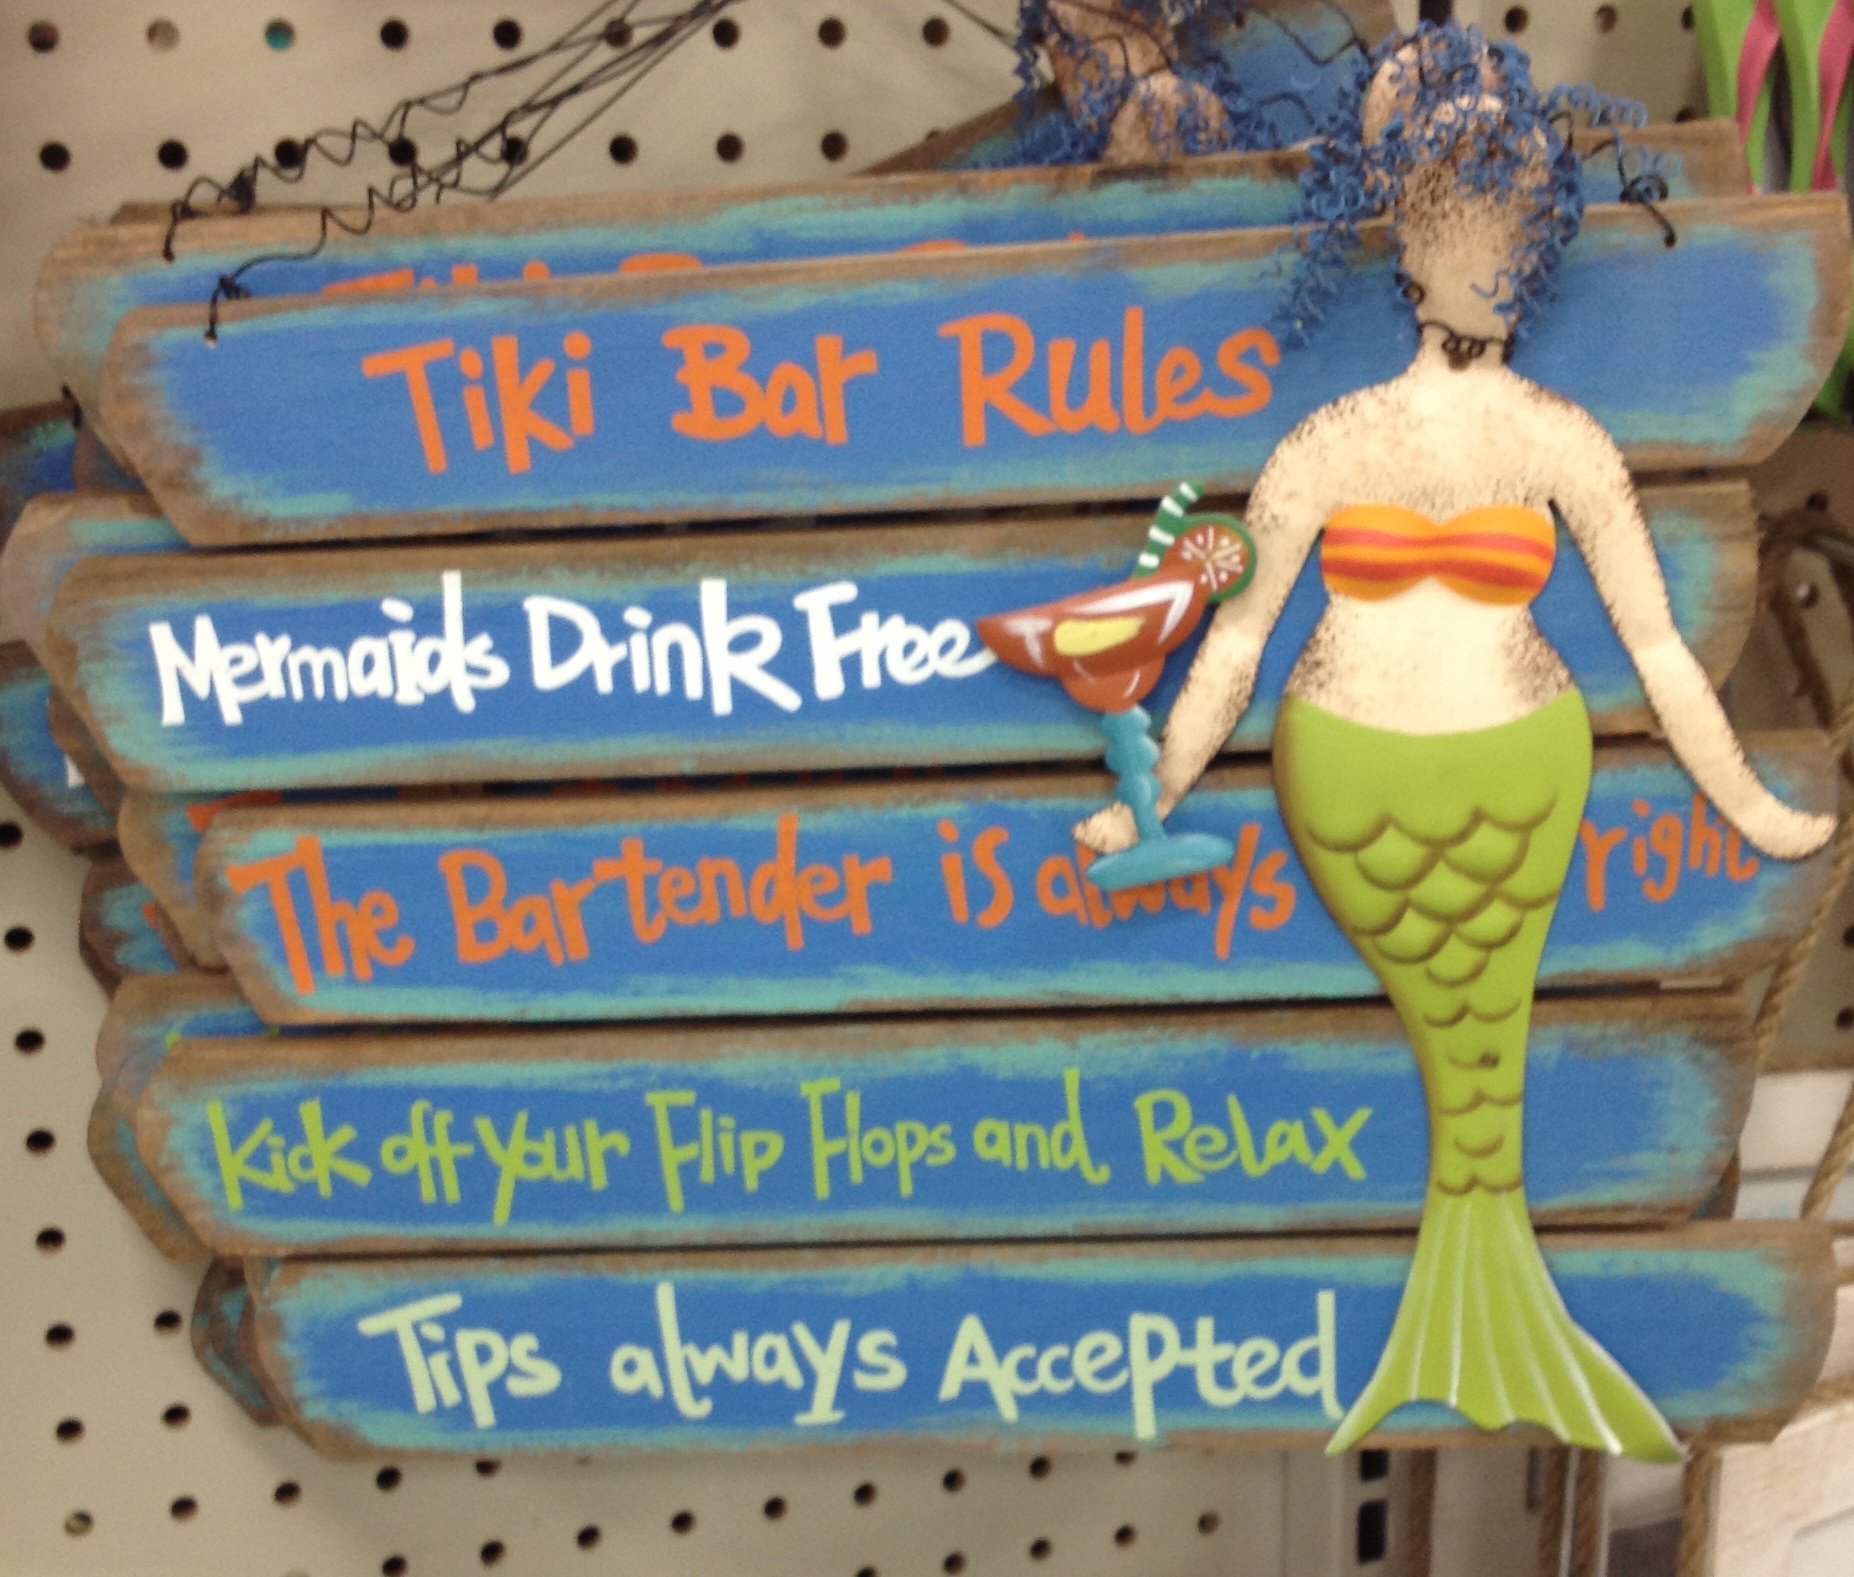 Tiki Bar Rules
Mermaids Drink Free
The Bartender is always right
Kick off your Flip Flops and Relax
Tips always Accepted